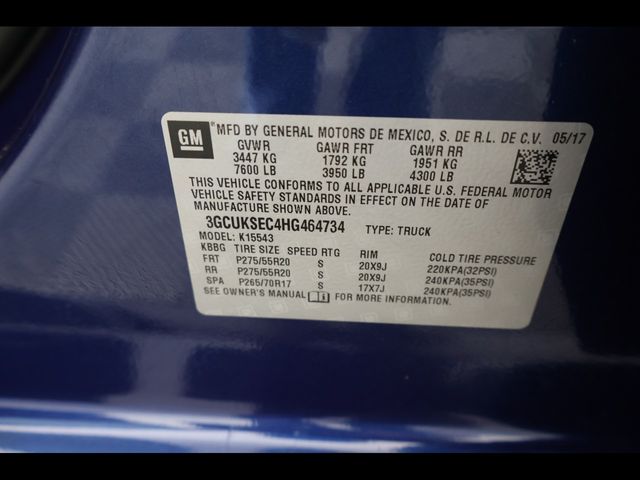 GM MFD BY GENERAL MOTORS DE MEXICO, S. DE R.L. DE C.V. 05/17
GVWR GAWR FRT GAWR RR
3447 KG 1792 KG 1951 KG
7600 LB 3950 LB 4300 LB
THIS VEHICLE CONFORMS TO ALL APPLICABLE U.S. FEDERAL MOTOR
VEHICLE SAFETY STANDARDS IN EFFECT ON THE DATE OF
MANUFACTURE SHOWN ABOVE.
3GCUKSEC4HG464734 TYPE: TRUCK
MODEL: K15543
KBBG TIRE SIZE SPEED RTG RIM COLD TIRE PRESSURE
FRT P275/55R20 S 20X9J 220KPA(32PSI)
RR P275/55R20 S 20X9J 240KPA(35PSI)
SPA P265/70R17 S 17X7J 240KPA(35PSI)
SEE OWNER'S MANUAL FOR MORE INFORMATION.